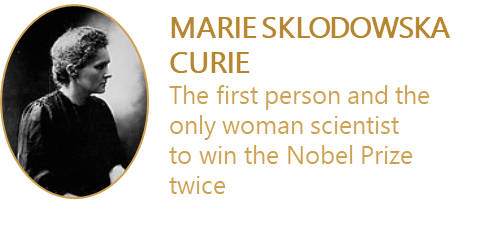 MARIE SKLODOWSKA
CURIE
The first person and the
only woman scientist
to win the Nobel Prize
twice